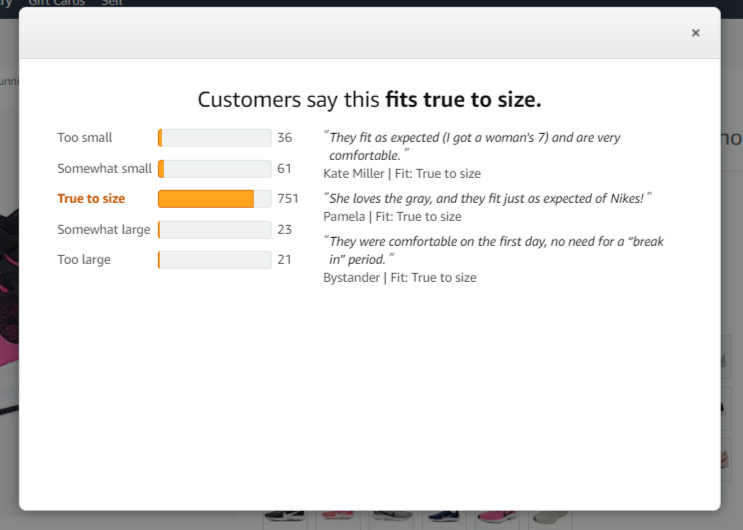 Gift Cards Sell
×
Customers say this fits true to size.
Too small 36
Somewhat small 61
True to size 751
Somewhat large 23
Too large 21
"They fit as expected (I got a woman's 7) and are very
comfortable. "
Kate Miller | Fit: True to size
"She loves the gray, and they fit just as expected of Nikes! "
Pamela | Fit: True to size
"They were comfortable on the first day, no need for a “break
in” period. "
Bystander | Fit: True to size